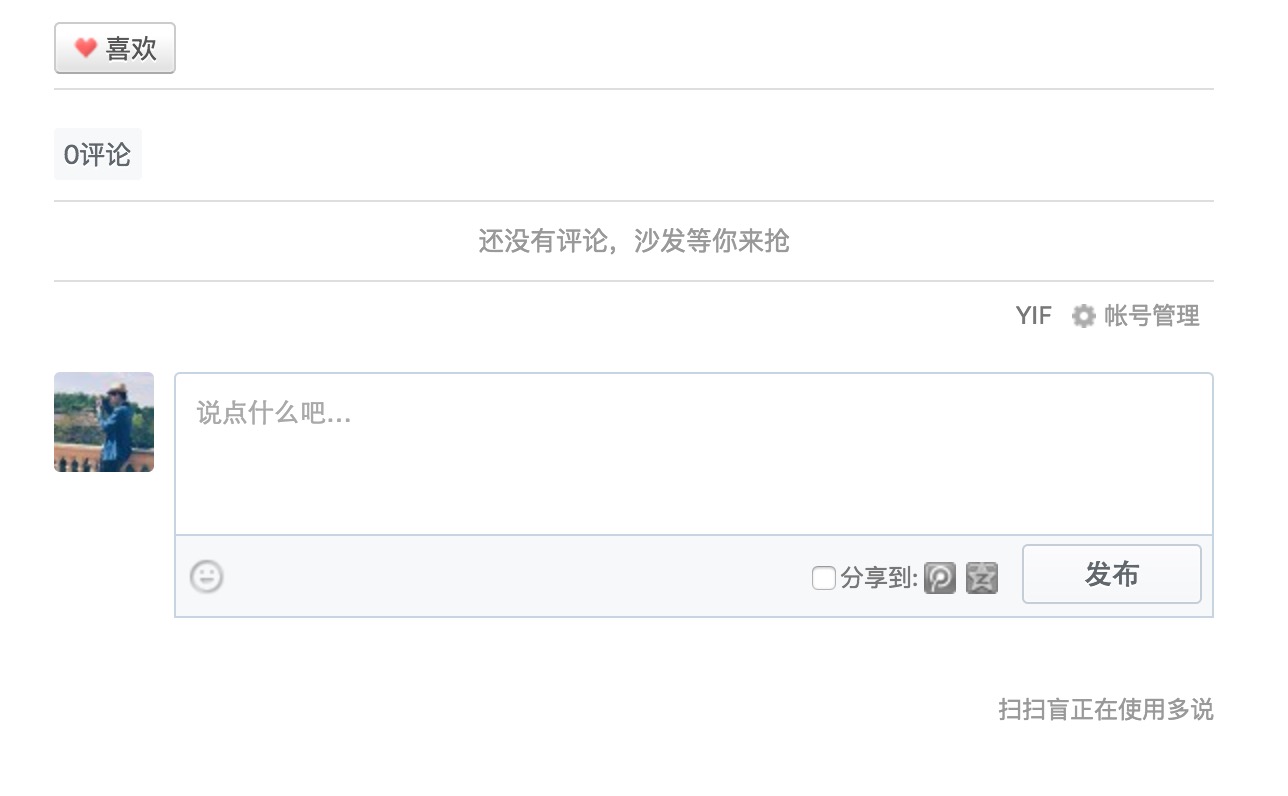 喜欢
0评论
还没有评论，沙发等你来抢
YIF 帐号管理
说点什么吧...
分享到: 发布
扫扫盲正在使用多说